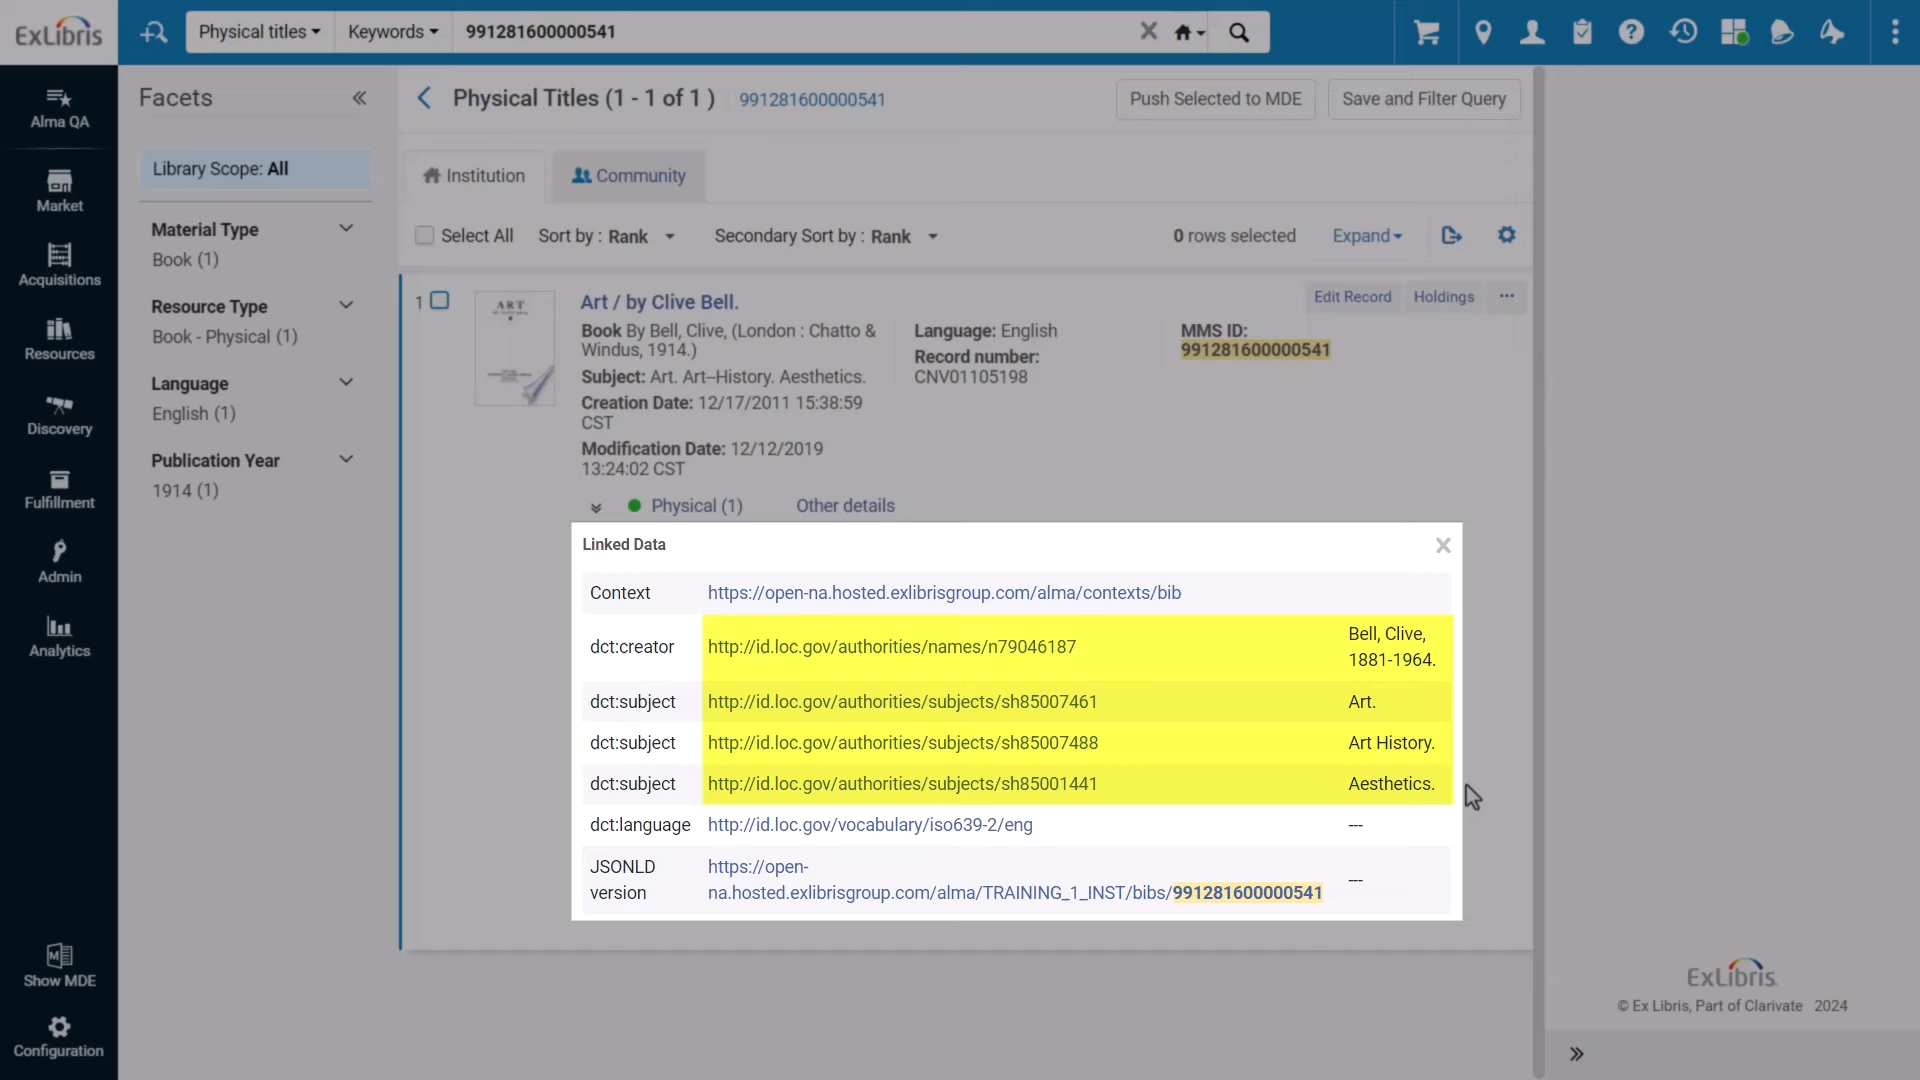 ExLibris
Physical titles
Keywords
991281600000541
Alma QA
Market
Acquisitions
Resources
Discovery
Fulfillment
Admin
Analytics
Show MDE
Configuration
Facets
Library Scope: All
Material Type
Book (1)
Resource Type
Book - Physical (1)
Language
English (1)
Publication Year
1914 (1)
Physical Titles (1 - 1 of 1 )
991281600000541
Push Selected to MDE
Save and Filter Query
Institution
Community
Select All
Sort by : Rank
Secondary Sort by : Rank
0 rows selected
Expand
1
ART
Art / by Clive Bell.
Book By Bell, Clive, (London : Chatto &
Windus, 1914.)
Subject: Art. Art--History. Aesthetics.
Creation Date: 12/17/2011 15:38:59
CST
Modification Date: 12/12/2019
13:24:02 CST
Language: English
Record number:
CNV01105198
MMS ID:
991281600000541
Edit Record
Holdings
Physical (1)
Other details
Linked Data
Context https://open-na.hosted.exlibrisgroup.com/alma/contexts/bib
dct:creator http://id.loc.gov/authorities/names/n79046187 Bell, Clive,
1881-1964.
dct:subject http://id.loc.gov/authorities/subjects/sh85007461 Art.
dct:subject http://id.loc.gov/authorities/subjects/sh85007488 Art History.
dct:subject http://id.loc.gov/authorities/subjects/sh85001441 Aesthetics.
dct:language http://id.loc.gov/vocabulary/iso639-2/eng ---
JSONLD
version
https://open-
na.hosted.exlibrisgroup.com/alma/TRAINING_1_INST/bibs/991281600000541
---
ExLibris
© Ex Libris, Part of Clarivate 2024